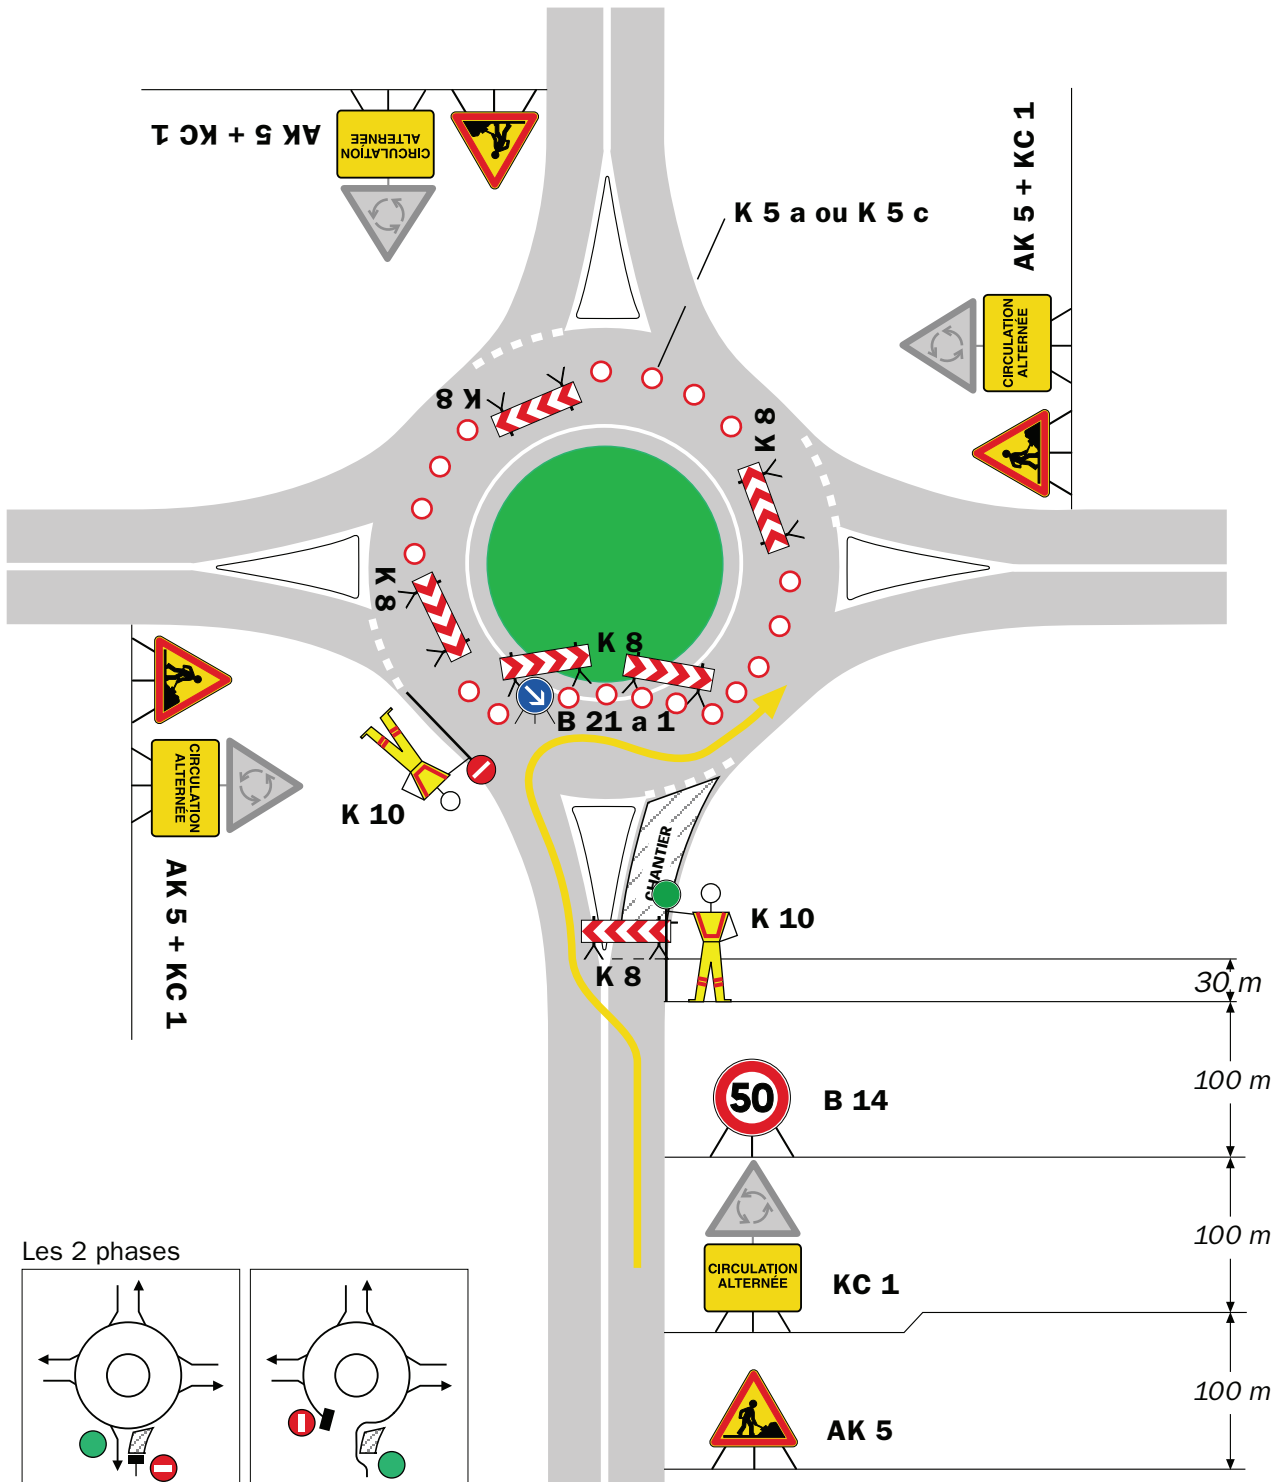 AK 5 + KC 1
CIRCULATION
ALTERNÉE
K 5 a ou K 5 c
AK 5 + KC 1
CIRCULATION
ALTERNÉE
K 8
K 8
K 8
K 8
B 21 a 1
CIRCULATION
ALTERNÉE
AK 5 + KC 1
K 10
CHANTIER
K 10
K 8
30 m
100 m
50
B 14
100 m
CIRCULATION
ALTERNÉE
KC 1
100 m
AK 5
Les 2 phases